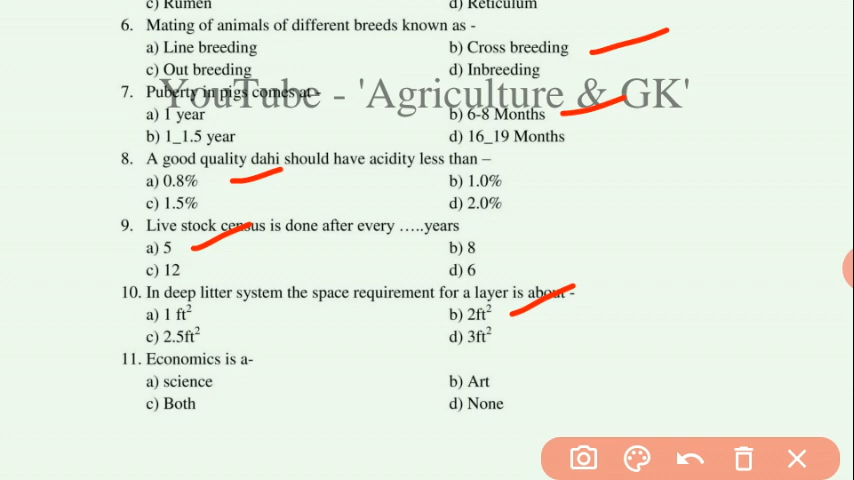 c) Rumen d) Reticulum
6. Mating of animals of different breeds known as -
a) Line breeding b) Cross breeding
c) Out breeding d) Inbreeding
YouTube - 'Agriculture & GK'
7. Puberty in pigs comes at -
a) 1 year b) 6-8 Months
b) 1_1.5 year d) 16_19 Months
8. A good quality dahi should have acidity less than –
a) 0.8% b) 1.0%
c) 1.5% d) 2.0%
9. Live stock census is done after every …..years
a) 5 b) 8
c) 12 d) 6
10. In deep litter system the space requirement for a layer is about -
a) 1 ft² b) 2ft²
c) 2.5ft² d) 3ft²
11. Economics is a-
a) science b) Art
c) Both d) None